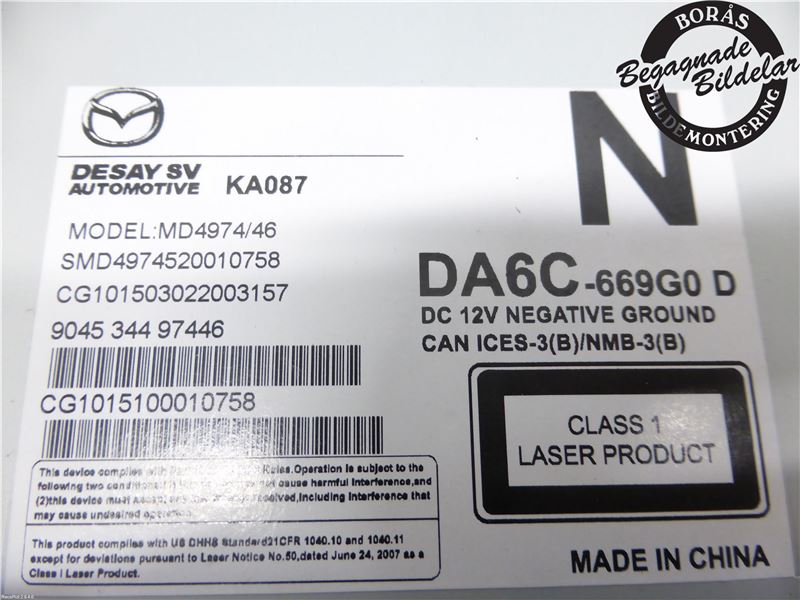 BORÅS
Begagnade
Bildelar
BILDEMONTERING
N
DESAY SV
AUTOMOTIVE KA087
MODEL:MD4974/46
SMD4974520010758
CG101503022003157
9045 344 97446
CG1015100010758
DA6C-669G0 D
DC 12V NEGATIVE GROUND
CAN ICES-3(B)/NMB-3(B)
CLASS 1
LASER PRODUCT
This device complies with Part Rules.Operation is subject to the
following two conditions: not cause harmful interference,and
(2)this device must accept any received,including interference that
may cause undesired operation.
This product complies with US DHHS Standard21CFR 1040.10 and 1040.11
except for deviations pursuant to Laser Notice No.50,dated June 24, 2007 as a
Class I Laser Product.
MADE IN CHINA